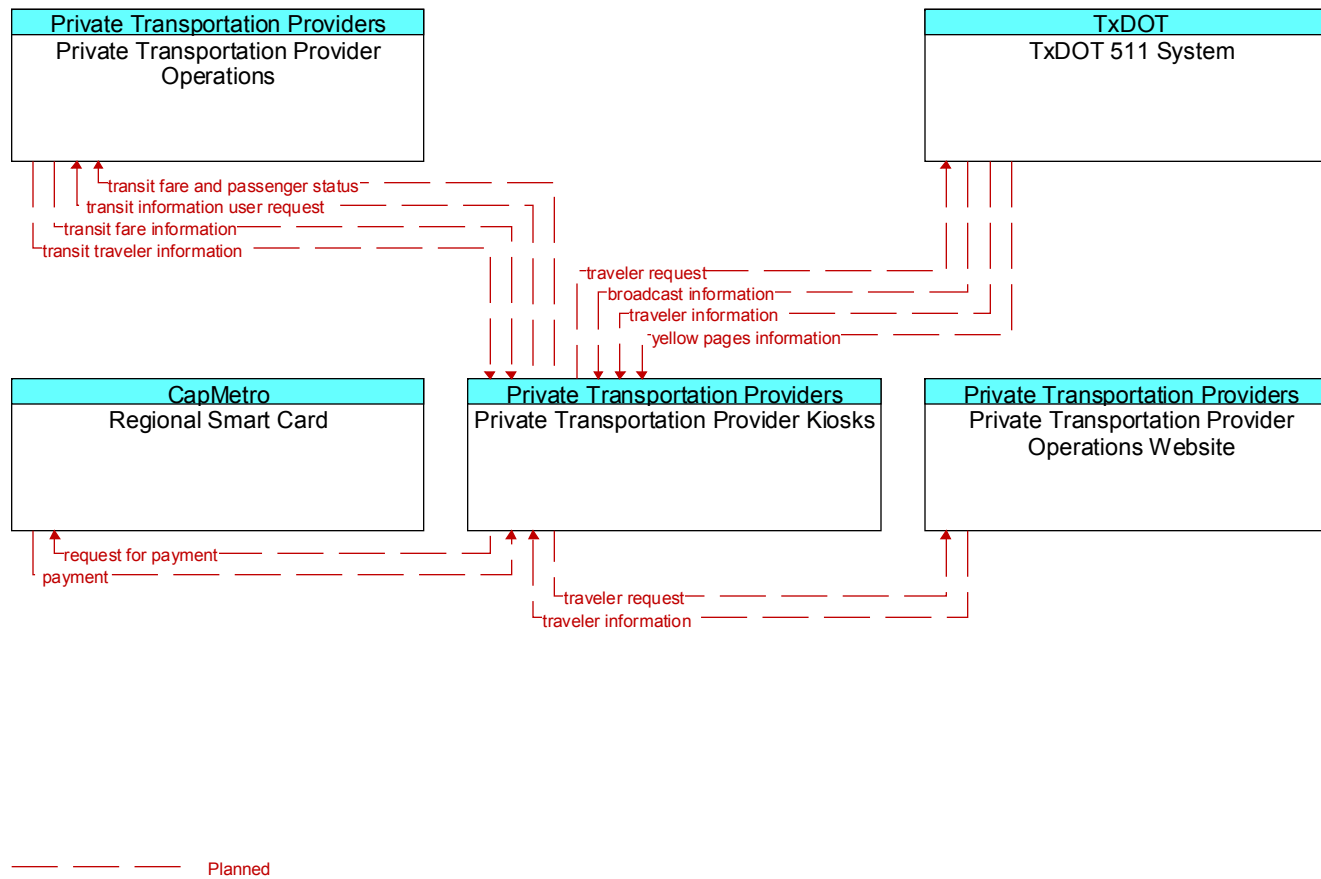 Private Transportation Providers
Private Transportation Provider
Operations
TxDOT
TxDOT 511 System
transit fare and passenger status
transit information user request
transit fare information
transit traveler information
traveler request
broadcast information
traveler information
yellow pages information
CapMetro
Regional Smart Card
Private Transportation Providers
Private Transportation Provider Kiosks
Private Transportation Providers
Private Transportation Provider
Operations Website
request for payment
payment
traveler request
traveler information
Planned